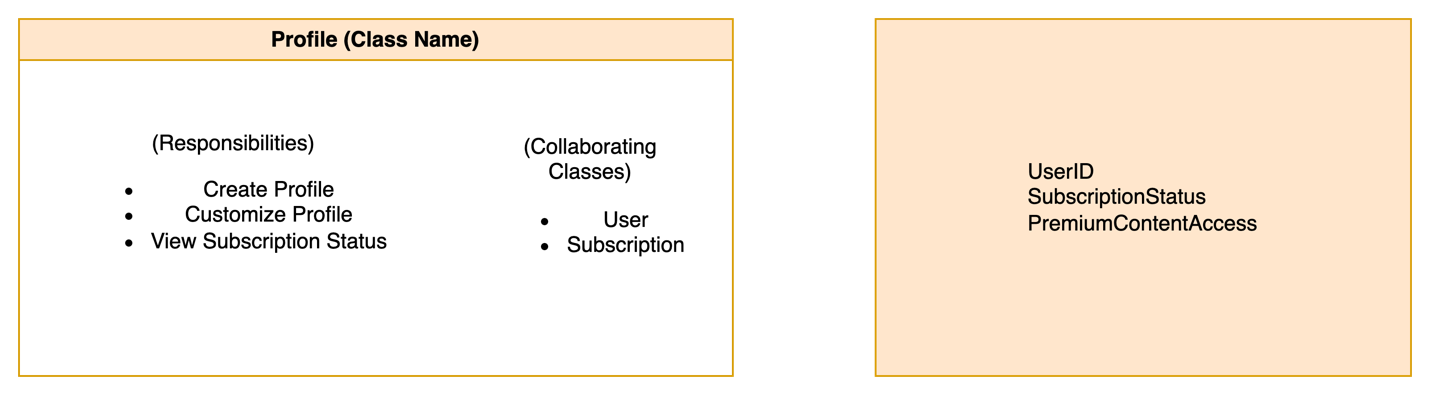 Profile (Class Name)
(Responsibilities)
• Create Profile
• Customize Profile
• View Subscription Status
(Collaborating
Classes)
• User
• Subscription
UserID
SubscriptionStatus
PremiumContentAccess